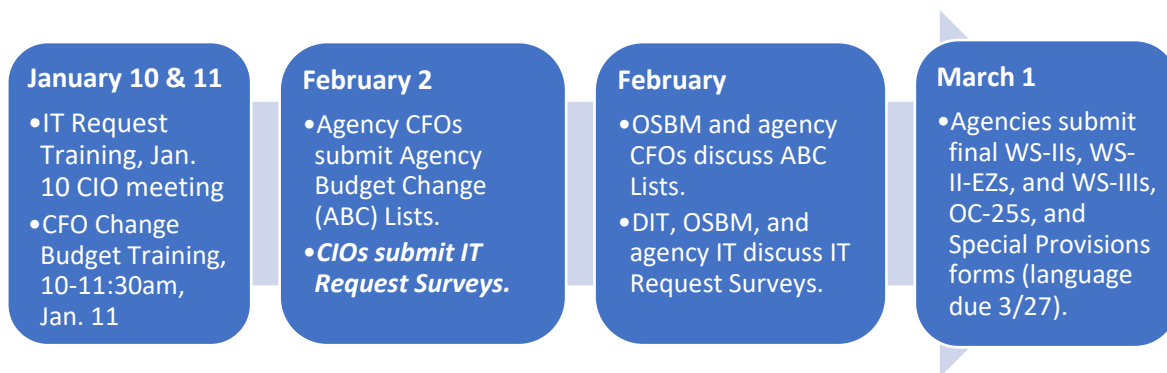 January 10 & 11
•IT Request
Training, Jan.
10 CIO meeting
•CFO Change
Budget Training,
10-11:30am,
Jan. 11
February 2
•Agency CFOs
submit Agency
Budget Change
(ABC) Lists.
•CIOs submit IT
Request Surveys.
February
•OSBM and agency
CFOs discuss ABC
Lists.
•DIT, OSBM, and
agency IT discuss IT
Request Surveys.
March 1
•Agencies submit
final WS-IIs, WS-
II-EZs, and WS-IIIs,
OC-25s, and
Special Provisions
forms (language
due 3/27).